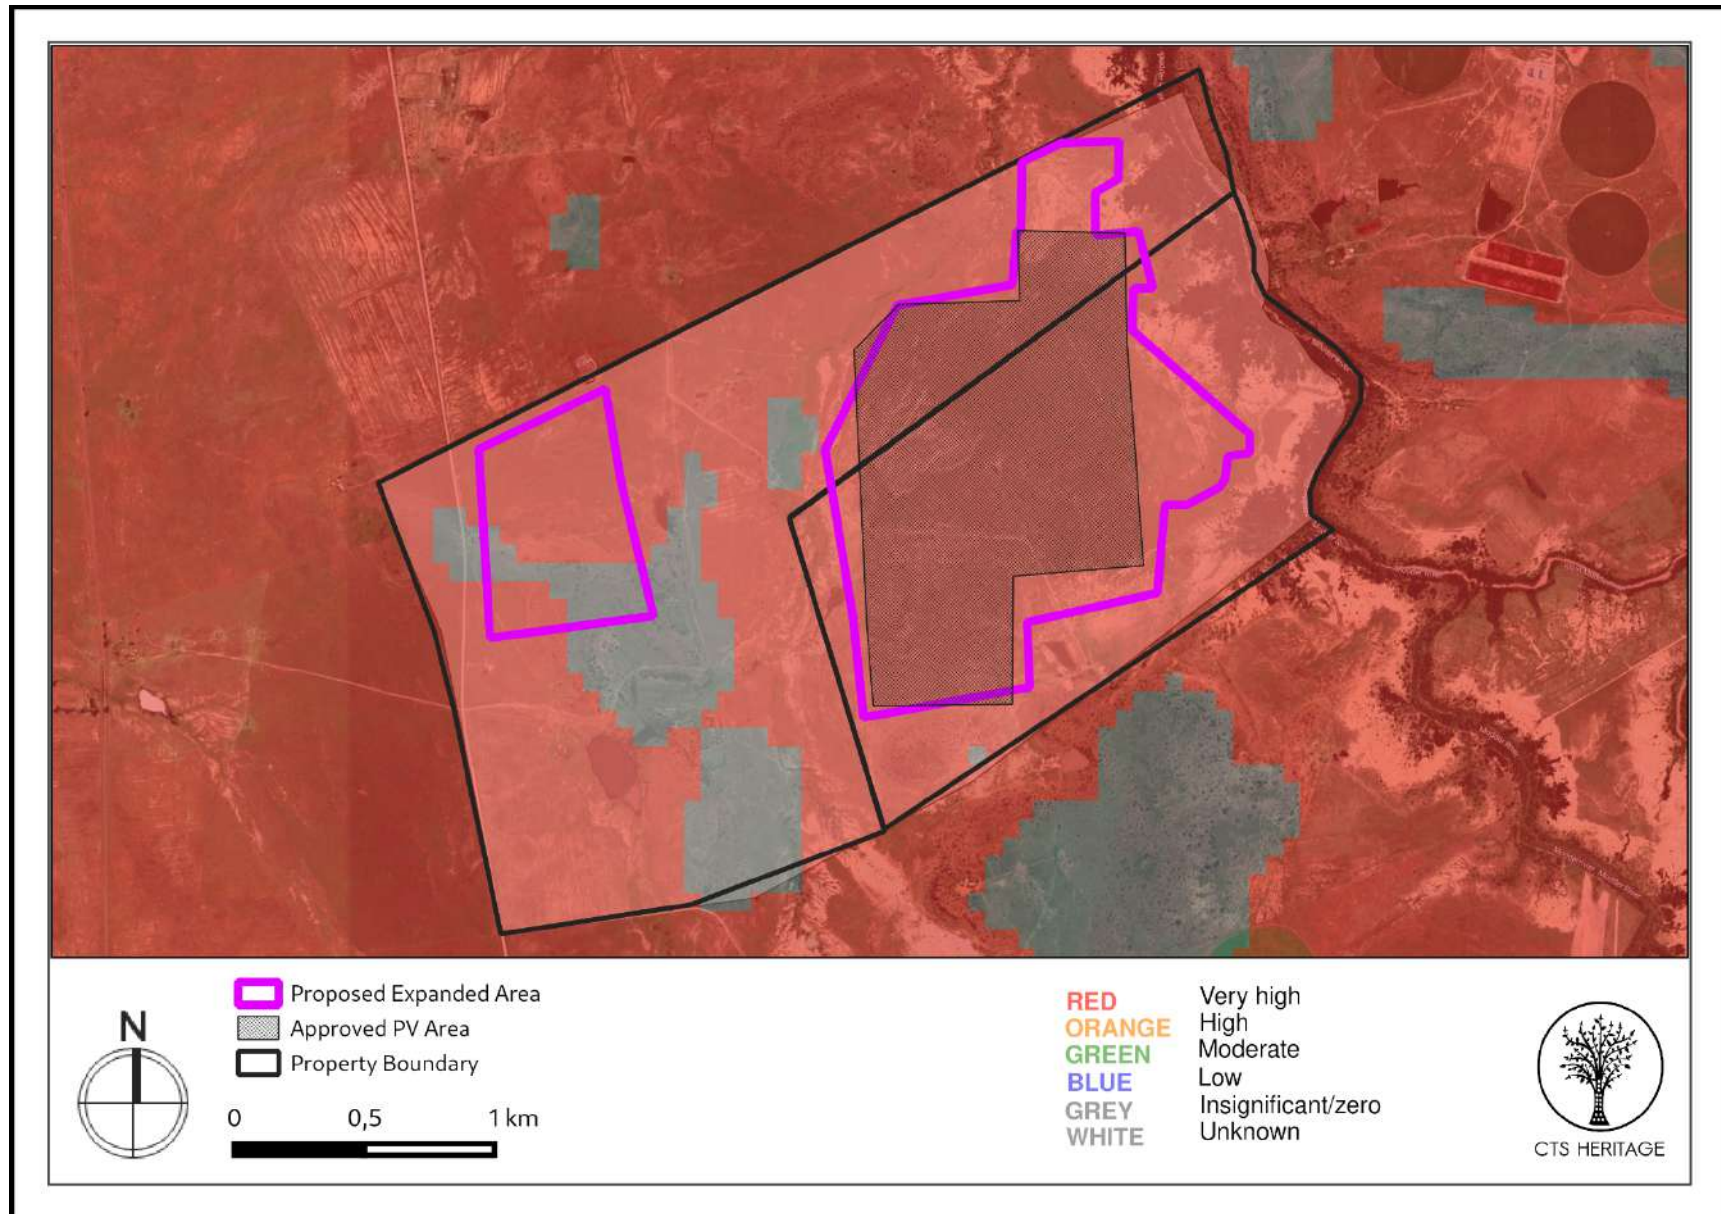 Proposed Expanded Area
Approved PV Area
Property Boundary
N
0 0,5 1 km
RED Very high
ORANGE High
GREEN Moderate
BLUE Low
GREY Insignificant/zero
WHITE Unknown
CTS HERITAGE